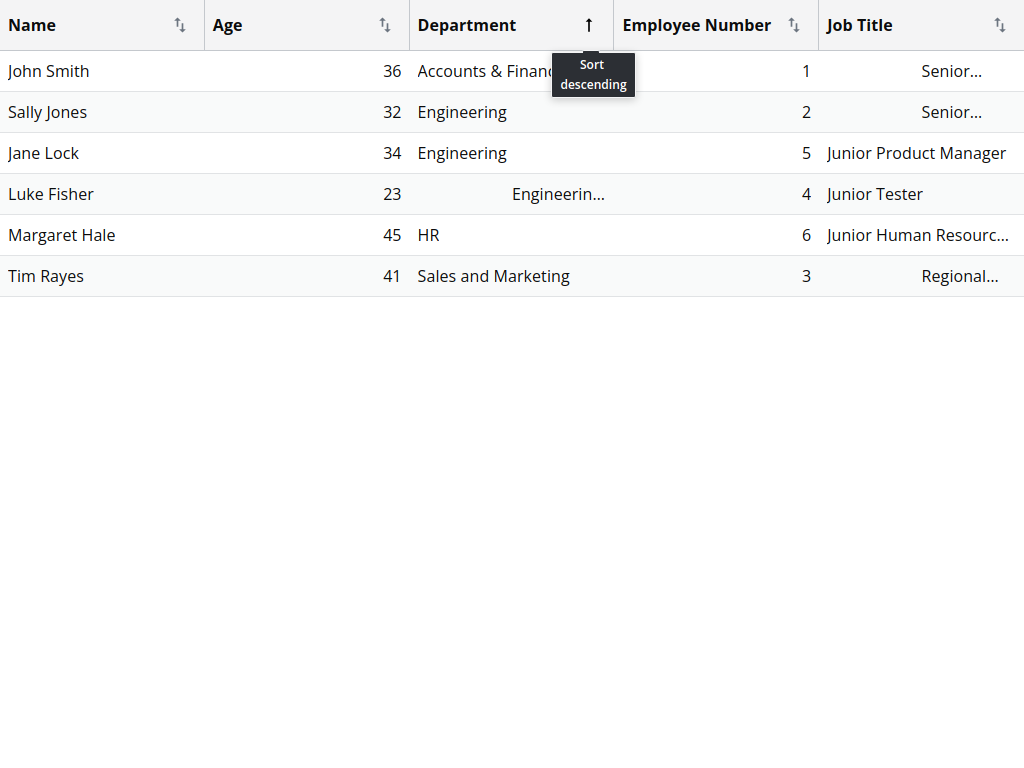 Name Age Department Employee Number Job Title
John Smith 36 Accounts & Financ 1 Senior...
Sort
descending
Sally Jones 32 Engineering 2 Senior...
Jane Lock 34 Engineering 5 Junior Product Manager
Luke Fisher 23 Engineerin... 4 Junior Tester
Margaret Hale 45 HR 6 Junior Human Resourc...
Tim Rayes 41 Sales and Marketing 3 Regional...